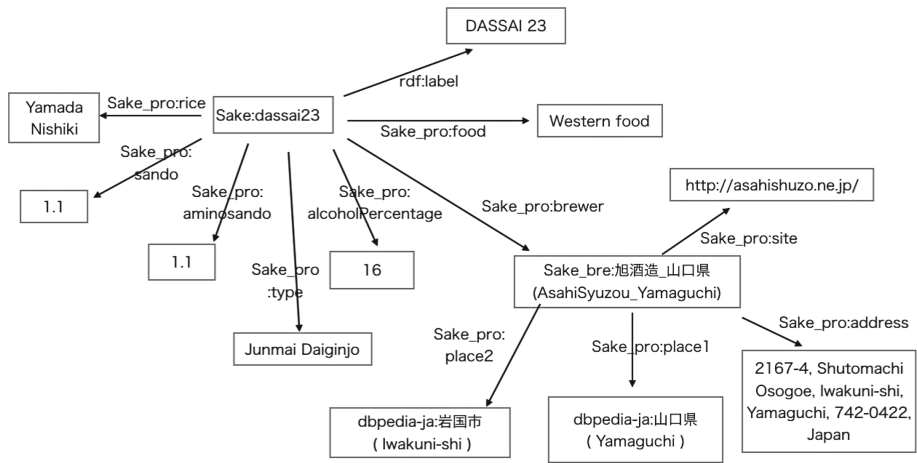 DASSAI 23
rdf:label
Yamada
Nishiki
Sake_pro:rice
Sake:dassai23
Sake_pro:food
Western food
Sake_pro:
sando
1.1
Sake_pro:
aminosando
1.1
Sake_pro
:type
Junmai Daiginjo
Sake_pro:
alcoholPercentage
16
Sake_pro:brewer
http://asahishuzo.ne.jp/
Sake_pro:site
Sake_bre:旭酒造_山口県
(AsahiSyuzou_Yamaguchi)
Sake_pro:
place2
Sake_pro:place1
Sake_pro:address
dbpedia-ja:岩国市
( Iwakuni-shi )
dbpedia-ja:山口県
( Yamaguchi )
2167-4, Shutomachi
Osogoe, Iwakuni-shi,
Yamaguchi, 742-0422,
Japan